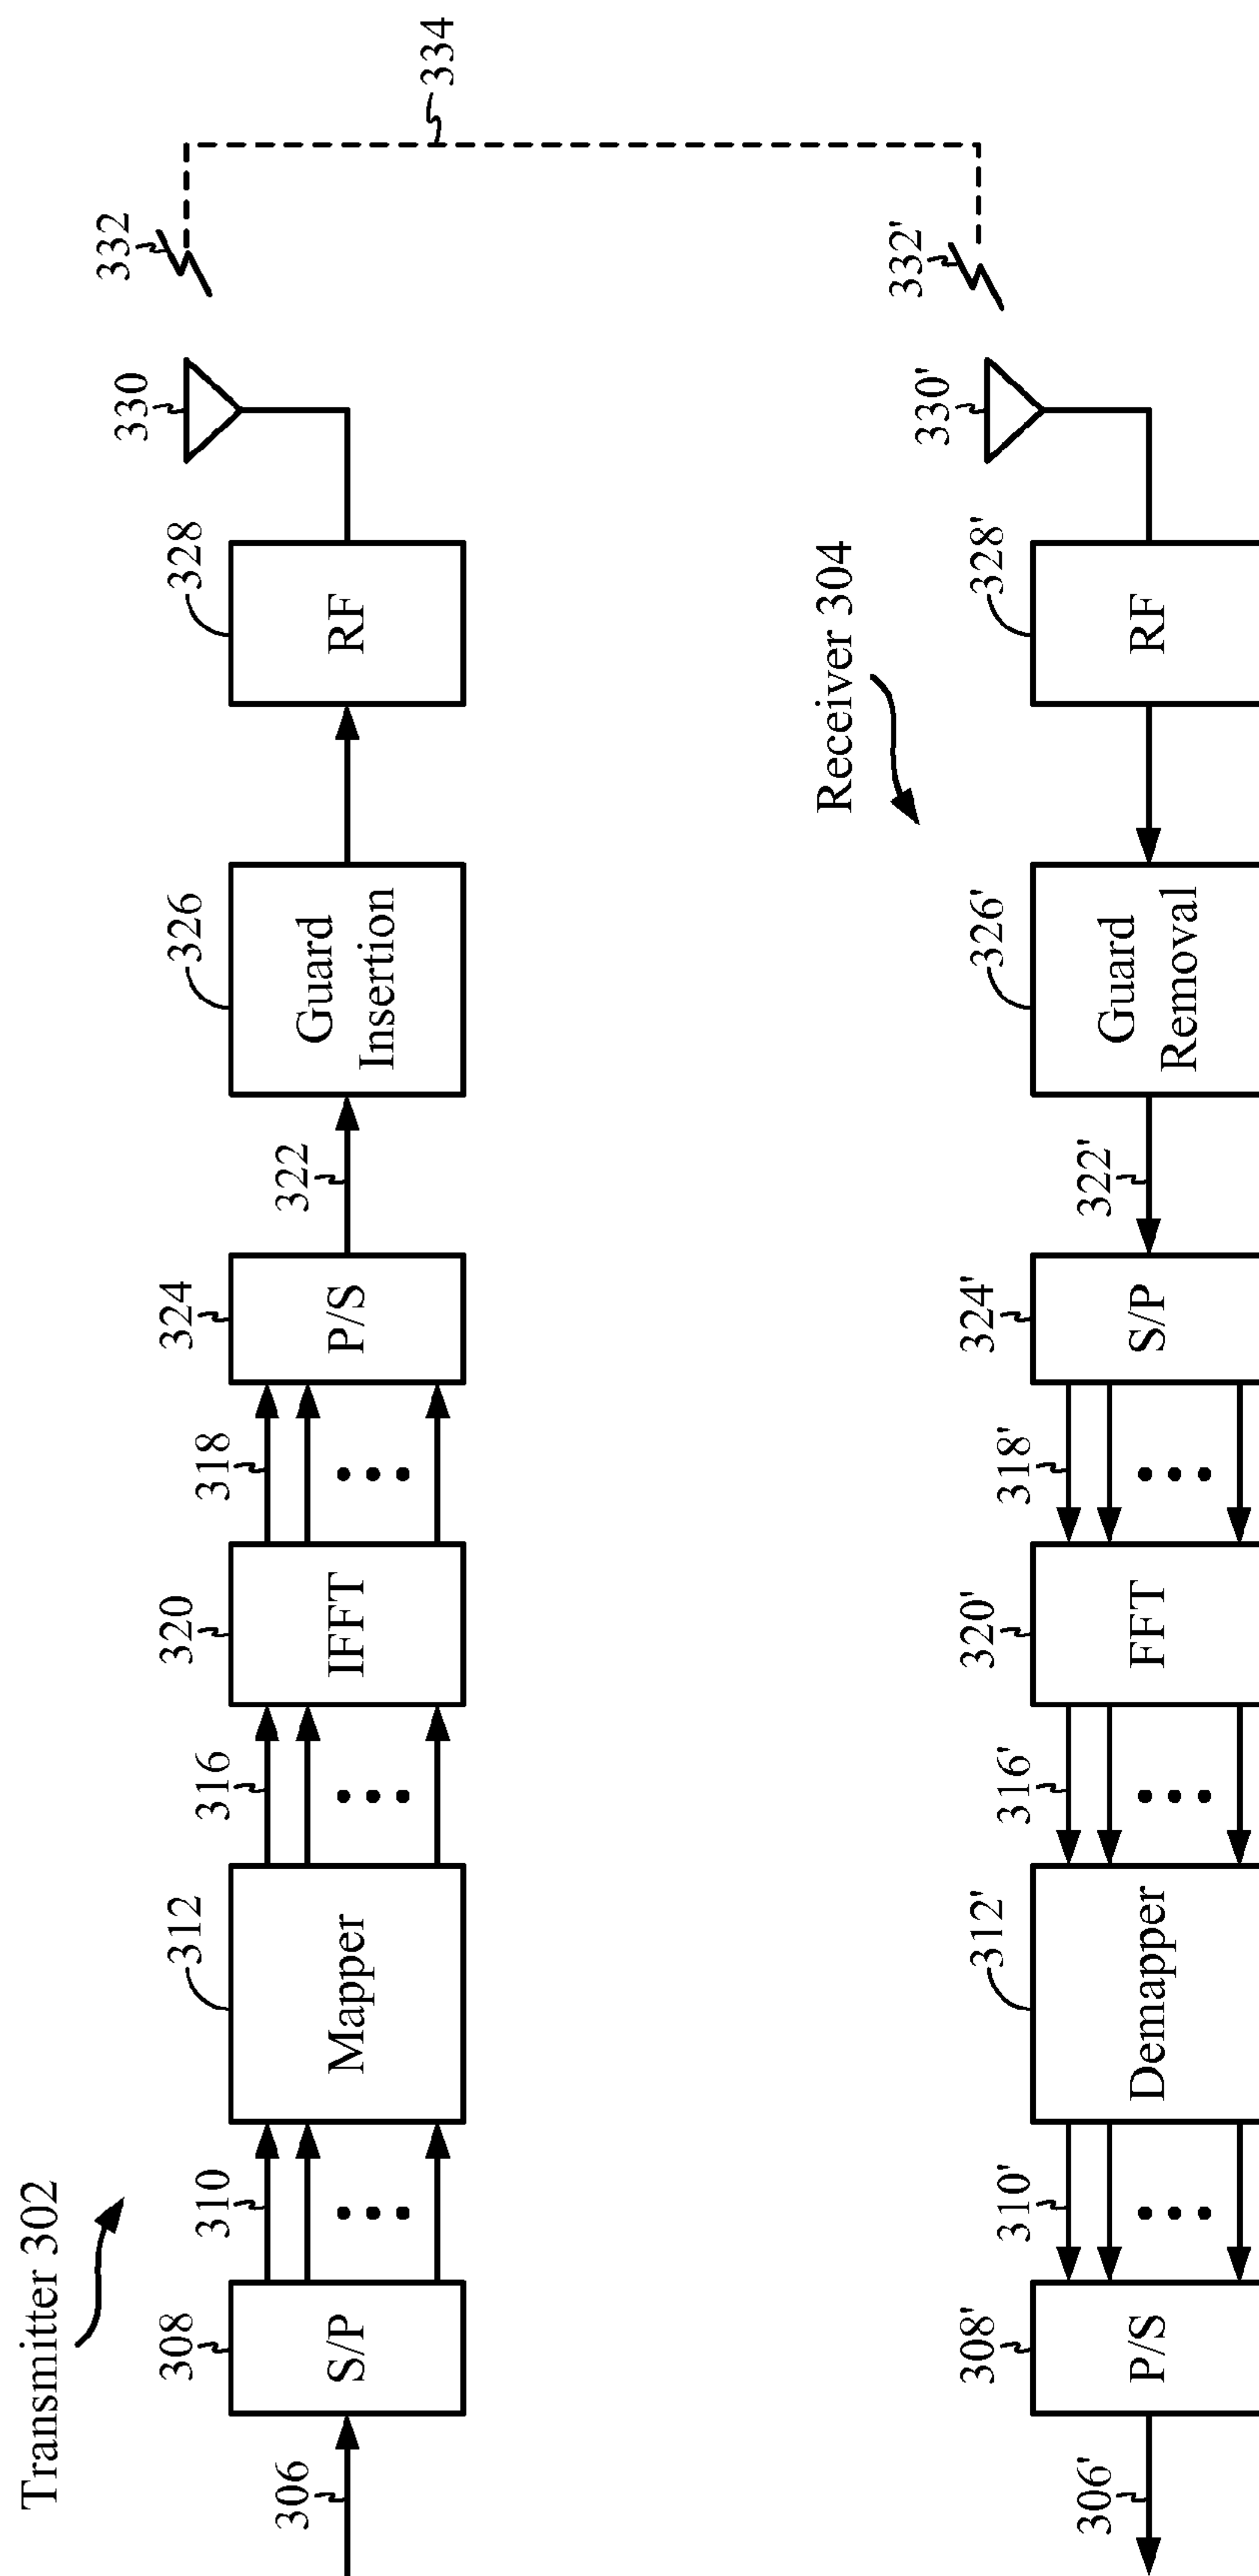 Transmitter 302
306
308
S/P
310
312
Mapper
316
320
IFFT
318
324
P/S
322
326
Guard
Insertion
328
RF
330
332
334
Receiver 304
306'
308'
P/S
310'
312'
Demapper
316'
320'
FFT
318'
324'
S/P
322'
326'
Guard
Removal
328'
RF
330'
332'